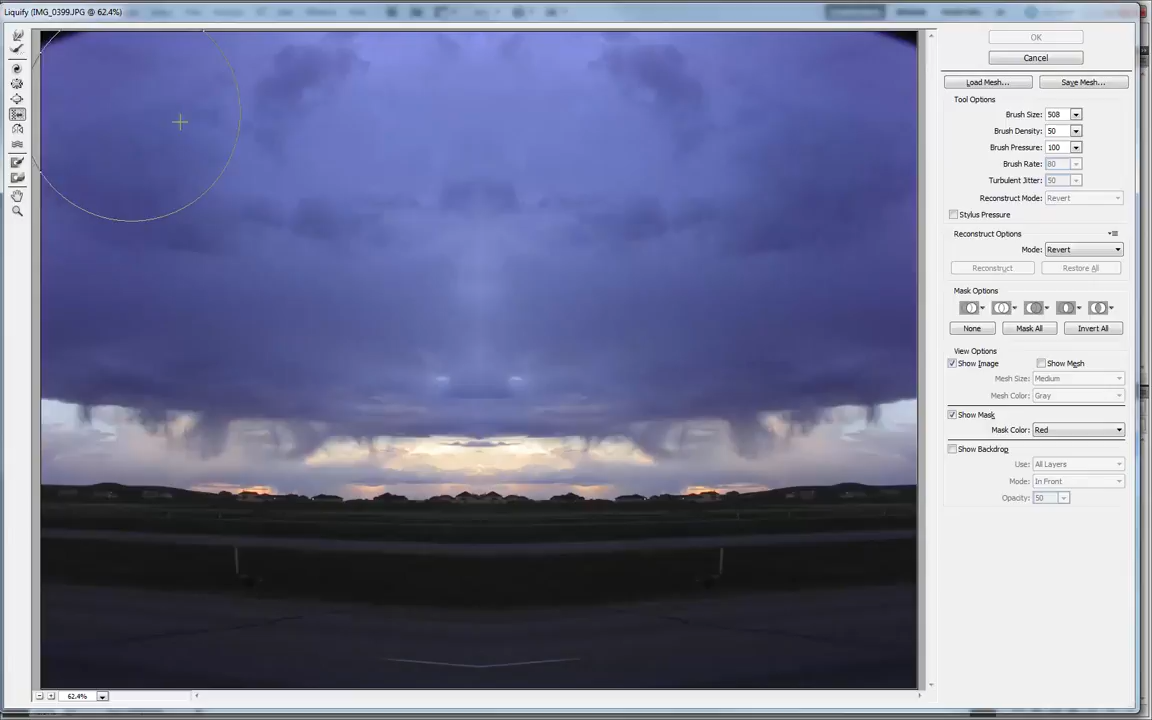 Liquify (IMG_0399.JPG @ 62.4%)
OK
Cancel
Load Mesh...
Save Mesh...
Tool Options
Brush Size: 508
Brush Density: 50
Brush Pressure: 100
Brush Rate: 80
Turbulent Jitter: 50
Reconstruct Mode: Revert
Stylus Pressure
Reconstruct Options
Mode: Revert
Reconstruct
Restore All
Mask Options
None
Mask All
Invert All
View Options
Show Image
Show Mesh
Mesh Size: Medium
Mesh Color: Gray
Show Mask
Mask Color: Red
Show Backdrop
Use: All Layers
Mode: In Front
Opacity: 50
62.4%